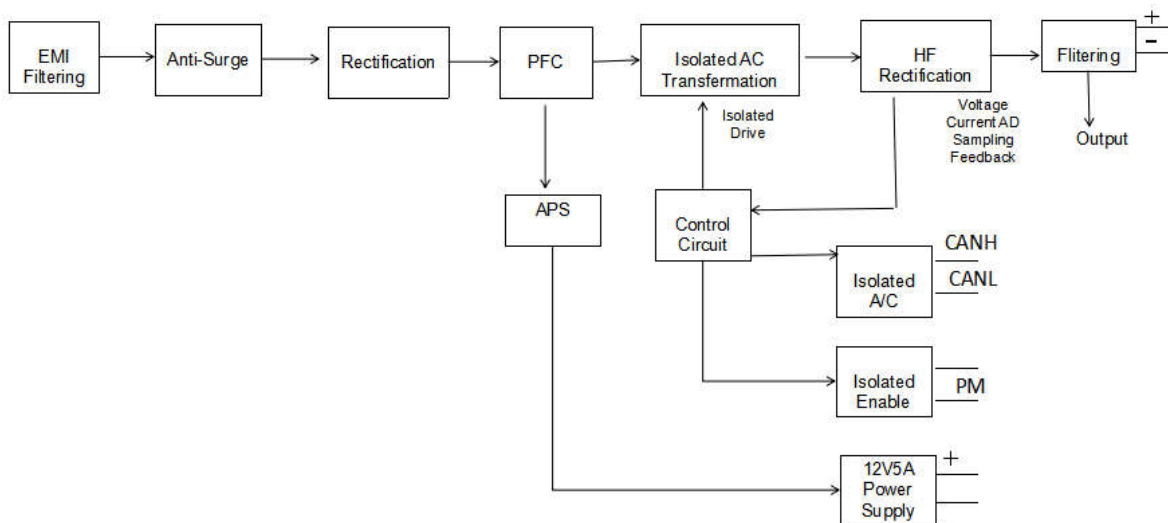 EMI
Filtering
Anti-Surge
Rectification
PFC
Isolated AC
Transfermation
HF
Rectification
Flitering
+
-
Isolated
Drive
Voltage
Current AD
Sampling
Feedback
Output
APS
Control
Circuit
CANH
Isolated
A/C
CANL
Isolated
Enable
PM
12V5A
Power
Supply
+